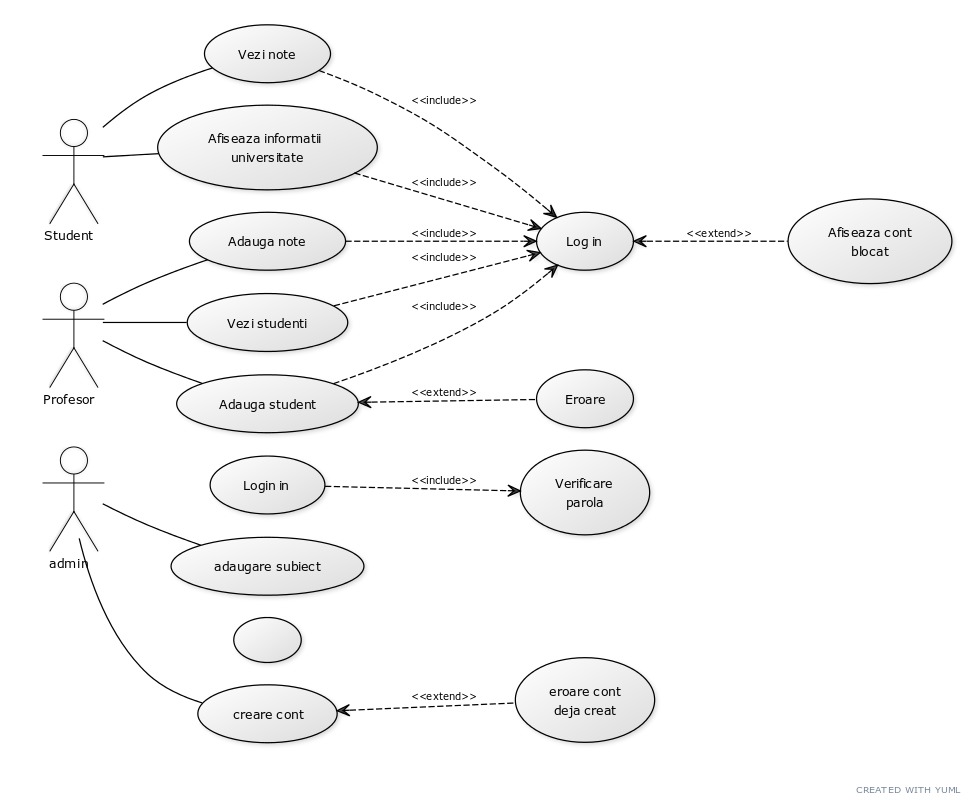 Vezi note
<<include>>
Afiseaza informatii
universitate
<<include>>
Student
Adauga note
<<include>>
Log in
<<extend>>
Afiseaza cont
blocat
<<include>>
Vezi studenti
<<include>>
Profesor
Adauga student
<<extend>>
Eroare
Login in
<<include>>
Verificare
parola
admin
adaugare subiect
creare cont
<<extend>>
eroare cont
deja creat
CREATED WITH YUML